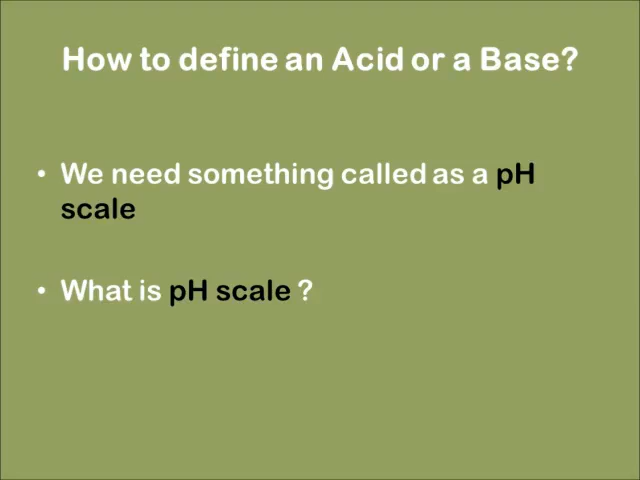 How to define an Acid or a Base?
• We need something called as a pH
scale
• What is pH scale ?